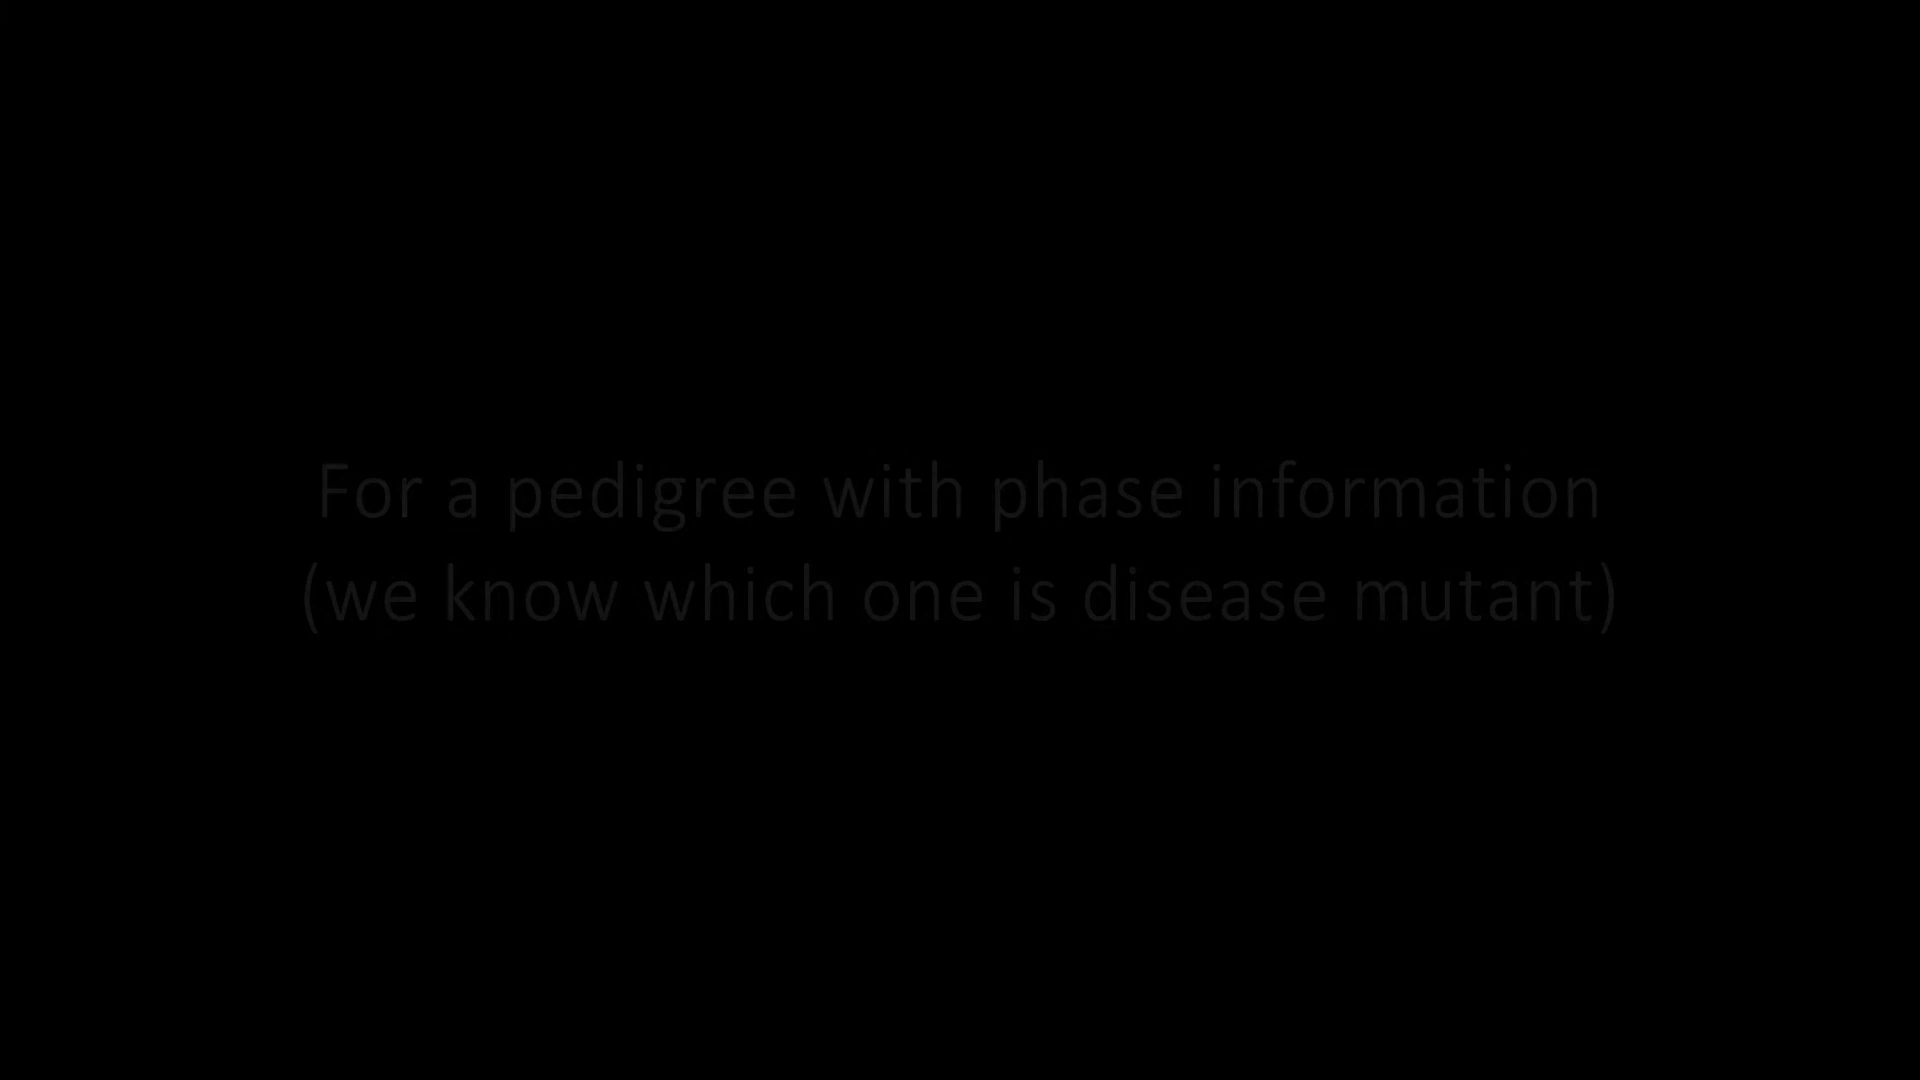 For a pedigree with phase information
(we know which one is disease mutant)